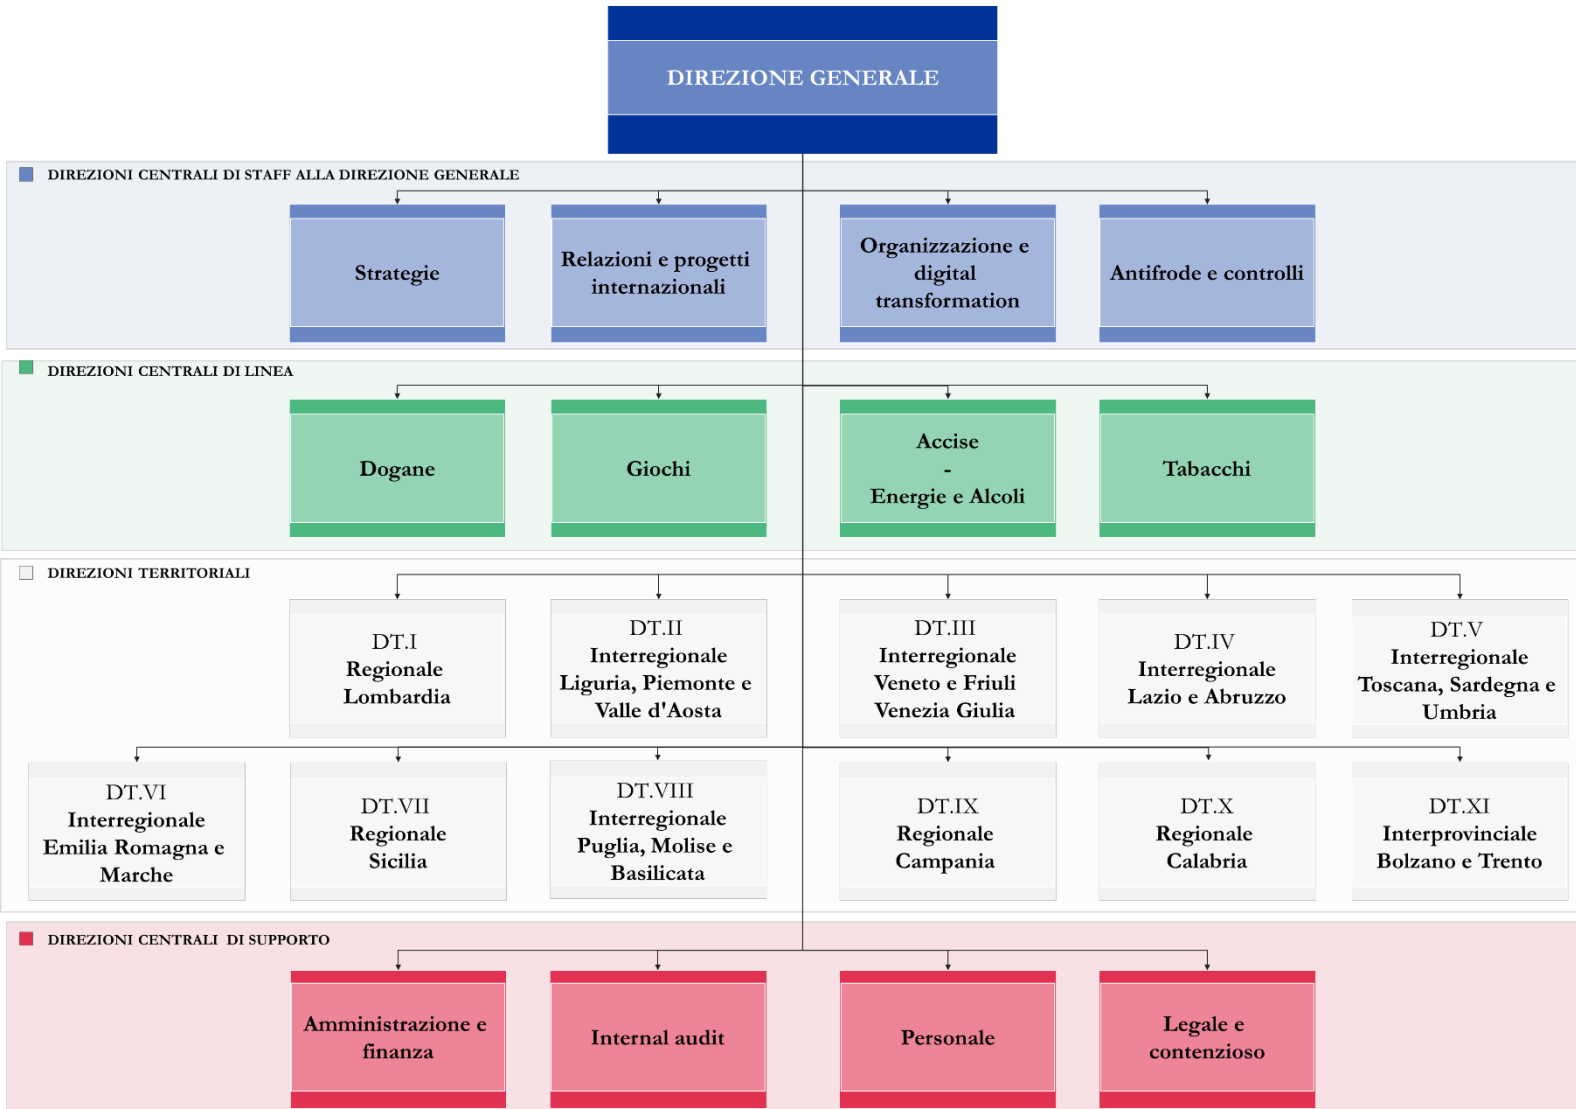 DIREZIONE GENERALE
DIREZIONI CENTRALI DI STAFF ALLA DIREZIONE GENERALE
Strategie
Relazioni e progetti
internazionali
Organizzazione e
digital
transformation
Antifrode e controlli
DIREZIONI CENTRALI DI LINEA
Dogane
Giochi
Accise
-
Energie e Alcoli
Tabacchi
DIREZIONI TERRITORIALI
DT.I
Regionale
Lombardia
DT.II
Interregionale
Liguria, Piemonte e
Valle d'Aosta
DT.III
Interregionale
Veneto e Friuli
Venezia Giulia
DT.IV
Interregionale
Lazio e Abruzzo
DT.V
Interregionale
Toscana, Sardegna e
Umbria
DT.VI
Interregionale
Emilia Romagna e
Marche
DT.VII
Regionale
Sicilia
DT.VIII
Interregionale
Puglia, Molise e
Basilicata
DT.IX
Regionale
Campania
DT.X
Regionale
Calabria
DT.XI
Interprovinciale
Bolzano e Trento
DIREZIONI CENTRALI DI SUPPORTO
Amministrazione e
finanza
Internal audit
Personale
Legale e
contenzioso